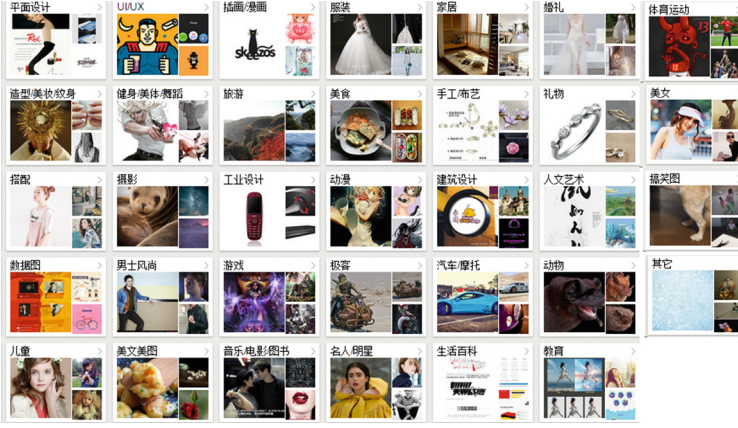 平面设计
UI/UX
插画/漫画
服装
家居
婚礼
体育运动
造型/美妆/纹身
健身/美体/舞蹈
旅游
美食
手工/布艺
礼物
美女
搭配
摄影
工业设计
动漫
建筑设计
人文艺术
搞笑图
数据图
男士风尚
游戏
极客
汽车/摩托
动物
其它
儿童
美文美图
音乐/电影/图书
名人/明星
生活百科
教育